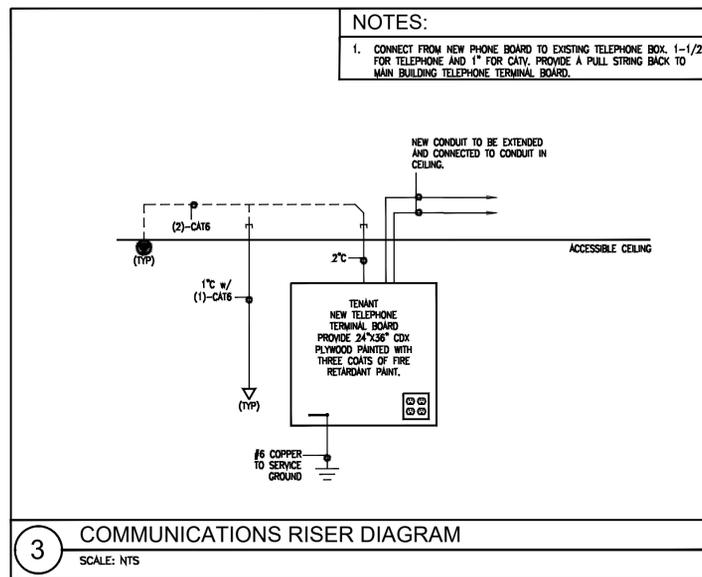 NOTES:
1. CONNECT FROM NEW PHONE BOARD TO EXISTING TELEPHONE BOX. 1-1/2
FOR TELEPHONE AND 1" FOR CATV. PROVIDE A PULL STRING BACK TO
MAIN BUILDING TELEPHONE TERMINAL BOARD.
NEW CONDUIT TO BE EXTENDED
AND CONNECTED TO CONDUIT IN
CEILING.
(2)-CAT6
ACCESSIBLE CEILING
(TYP)
2"C
1"C w/
(1)-CAT6
TENANT
NEW TELEPHONE
TERMINAL BOARD
PROVIDE 24"X36" CDX
PLYWOOD PAINTED WITH
THREE COATS OF FIRE
RETARDANT PAINT.
(TYP)
#6 COPPER
TO SERVICE
GROUND
3
COMMUNICATIONS RISER DIAGRAM
SCALE: NTS